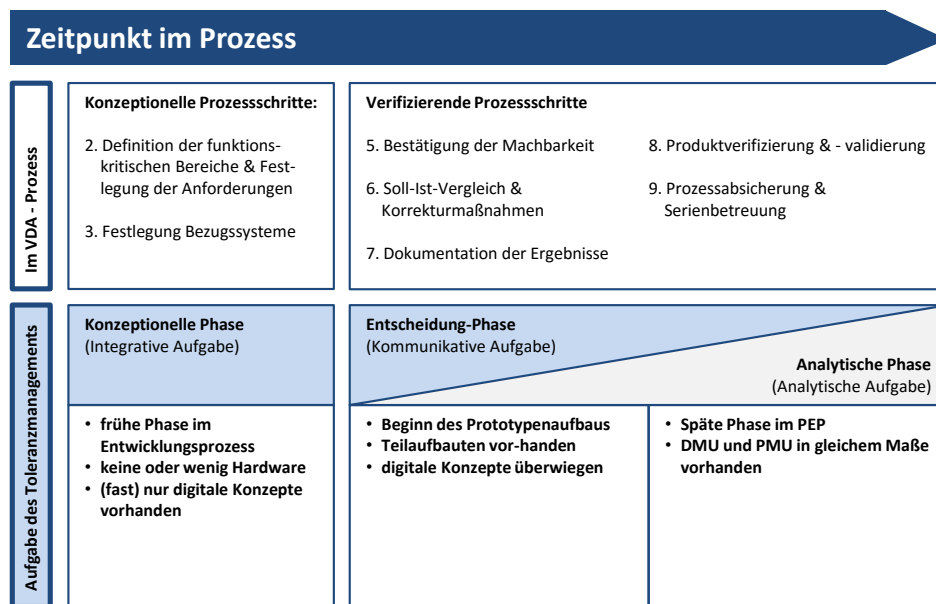 Zeitpunkt im Prozess
Im VDA - Prozess
Konzeptionelle Prozessschritte:
2. Definition der funktions-
kritischen Bereiche & Fest-
legung der Anforderungen
3. Festlegung Bezugssysteme
Verifizierende Prozessschritte
5. Bestätigung der Machbarkeit
6. Soll-Ist-Vergleich &
Korrekturmaßnahmen
7. Dokumentation der Ergebnisse
8. Produktverifizierung & - validierung
9. Prozessabsicherung &
Serienbetreuung
Aufgabe des Toleranzmanagements
Konzeptionelle Phase
(Integrative Aufgabe)
Entscheidung-Phase
(Kommunikative Aufgabe)
Analytische Phase
(Analytische Aufgabe)
• frühe Phase im
Entwicklungsprozess
• keine oder wenig Hardware
• (fast) nur digitale Konzepte
vorhanden
• Beginn des Prototypenaufbaus
• Teilaufbauten vor-handen
• digitale Konzepte überwiegen
• Späte Phase im PEP
• DMU und PMU in gleichem Maße
vorhanden